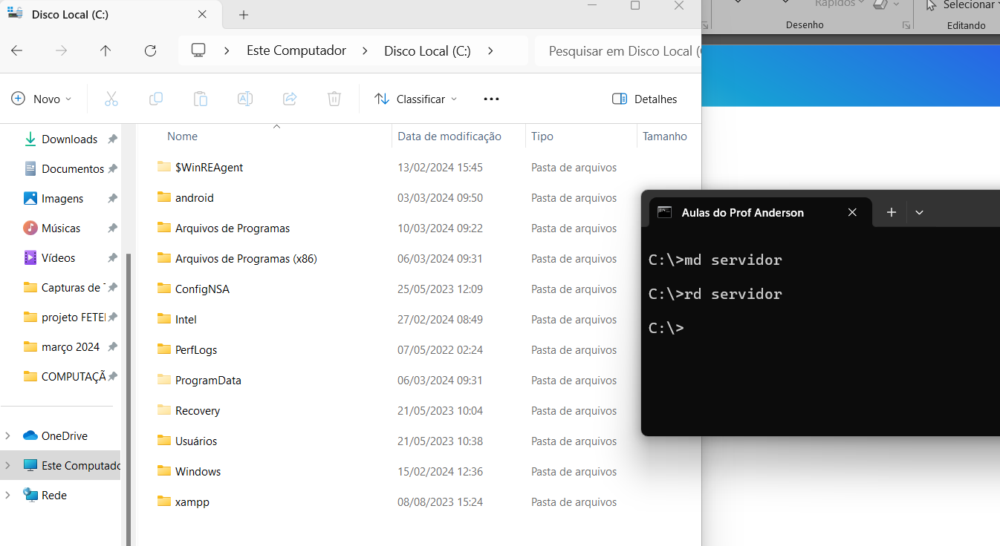 Disco Local (C:)
Este Computador
Disco Local (C:)
Pesquisar em Disco Local (
Novo
Classificar
Detalhes
Downloads
Documentos
Imagens
Músicas
Vídeos
Capturas de
projeto FETE
março 2024
COMPUTAÇÃ
OneDrive
Este Computado
Rede
Nome Data de modificação Tipo Tamanho
$WinREAgent 13/02/2024 15:45 Pasta de arquivos
android 03/03/2024 09:50 Pasta de arquivos
Arquivos de Programas 10/03/2024 09:22 Pasta de arquivos
Arquivos de Programas (x86) 06/03/2024 09:31 Pasta de arquivos
ConfigNSA 25/05/2023 12:09 Pasta de arquivos
Intel 27/02/2024 08:49 Pasta de arquivos
PerfLogs 07/05/2022 02:24 Pasta de arquivos
ProgramData 06/03/2024 09:31 Pasta de arquivos
Recovery 21/05/2023 10:04 Pasta de arquivos
Usuários 21/05/2023 10:38 Pasta de arquivos
Windows 15/02/2024 12:36 Pasta de arquivos
xampp 08/08/2023 15:24 Pasta de arquivos
Rápidos
Selecionar
Desenho
Editando
Aulas do Prof Anderson
C:\>md servidor
C:\>rd servidor
C:\>